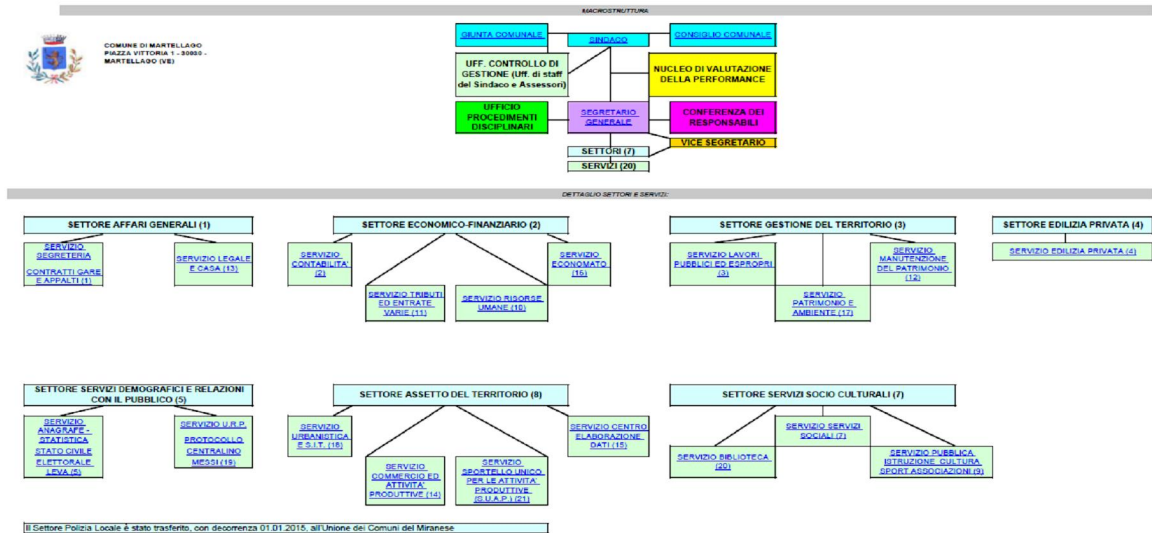 MACROSTRUTTURA
COMUNE DI MARTELLAGO
PIAZZA VITTORIA 1 - 30030 -
MARTELLAGO (VE)
GIUNTA COMUNALE
SINDACO
CONSIGLIO COMUNALE
UFF. CONTROLLO DI
GESTIONE (Uff. di staff
del Sindaco e Assessori)
NUCLEO DI VALUTAZIONE
DELLA PERFORMANCE
UFFICIO
PROCEDIMENTI
DISCIPLINARI
SEGRETARIO
GENERALE
CONFERENZA DEI
RESPONSABILI
VICE SEGRETARIO
SETTORI (7)
SERVIZI (20)
DETTAGLIO SETTORI E SERVIZI:
SETTORE AFFARI GENERALI (1)
SERVIZIO
SEGRETERIA
CONTRATTI GARE
E APPALTI (1)
SERVIZIO LEGALE
E CASA (13)
SETTORE ECONOMICO-FINANZIARIO (2)
SERVIZIO
CONTABILITA' (2)
SERVIZIO TRIBUTI
ED ENTRATE
VARIE (11)
SERVIZIO RISORSE
UMANE (10)
SERVIZIO
ECONOMATO (16)
SETTORE GESTIONE DEL TERRITORIO (3)
SERVIZIO LAVORI
PUBBLICI ED ESPROPRI
(3)
SERVIZIO
PATRIMONIO E
AMBIENTE (17)
SERVIZIO
MANUTENZIONE
DEL PATRIMONIO
(12)
SETTORE EDILIZIA PRIVATA (4)
SERVIZIO EDILIZIA PRIVATA (4)
SETTORE SERVIZI DEMOGRAFICI E RELAZIONI
CON IL PUBBLICO (5)
SERVIZIO
ANAGRAFE -
STATISTICA
STATO CIVILE
ELETTORALE
LEVA (5)
SERVIZIO U.R.P.
PROTOCOLLO
CENTRALINO
MESSI (19)
SETTORE ASSETTO DEL TERRITORIO (8)
SERVIZIO
URBANISTICA
E S.I.T. (18)
SERVIZIO
COMMERCIO ED
ATTIVITA'
PRODUTTIVE (14)
SERVIZIO
SPORTELLO UNICO
PER LE ATTIVITA'
PRODUTTIVE
(S.U.A.P.) (21)
SERVIZIO CENTRO
ELABORAZIONE
DATI (15)
SETTORE SERVIZI SOCIO CULTURALI (7)
SERVIZIO BIBLIOTECA
(20)
SERVIZIO SERVIZI
SOCIALI (7)
SERVIZIO PUBBLICA
ISTRUZIONE CULTURA
SPORT ASSOCIAZIONI (9)
Il Settore Polizia Locale è stato trasferito, con decorrenza 01.01.2015, all'Unione dei Comuni del Miranese